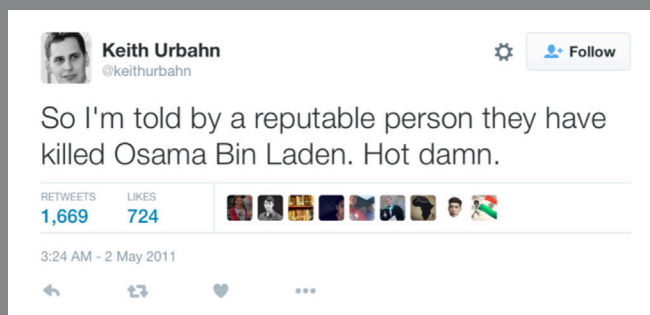 Keith Urbahn
@keithurbahn
Follow
So I'm told by a reputable person they have
killed Osama Bin Laden. Hot damn.
RETWEETS LIKES
1,669 724
3:24 AM - 2 May 2011